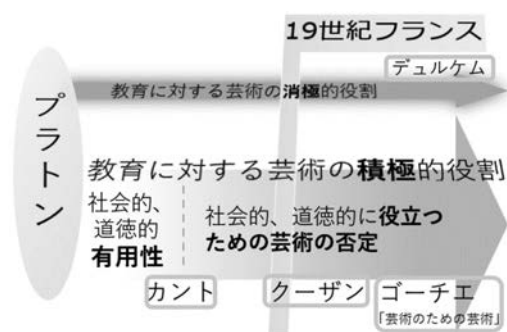 19世紀フランス
デュルケム
教育に対する芸術の消極的役割
プラトン
教育に対する芸術の積極的役割
社会的、
道徳的
有用性
社会的、道徳的に役立つ
ための芸術の否定
カント
クーザン
ゴーチエ
「芸術のための芸術」